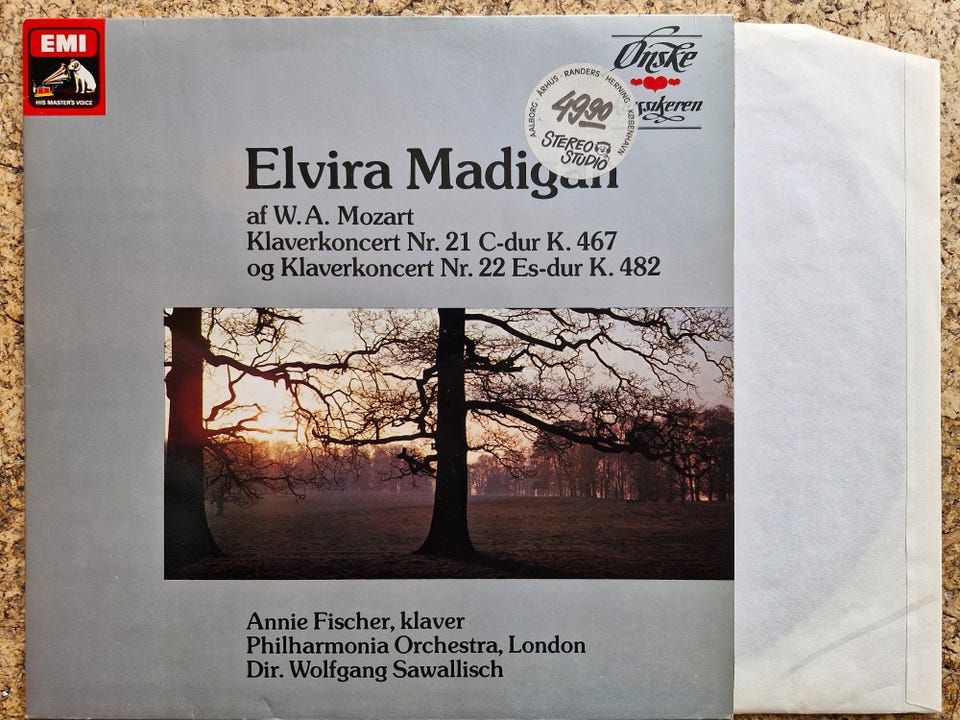 EMI
HIS MASTER'S VOICE
Ønske
AALBORG · ÅRHUS · RANDERS · HERNING · KØBENHAVN
49,90
STEREO
STUDIO
Elvira Madigan
af W.A. Mozart
Klaverkoncert Nr. 21 C-dur K. 467
og Klaverkoncert Nr. 22 Es-dur K. 482
Annie Fischer, klaver
Philharmonia Orchestra, London
Dir. Wolfgang Sawallisch